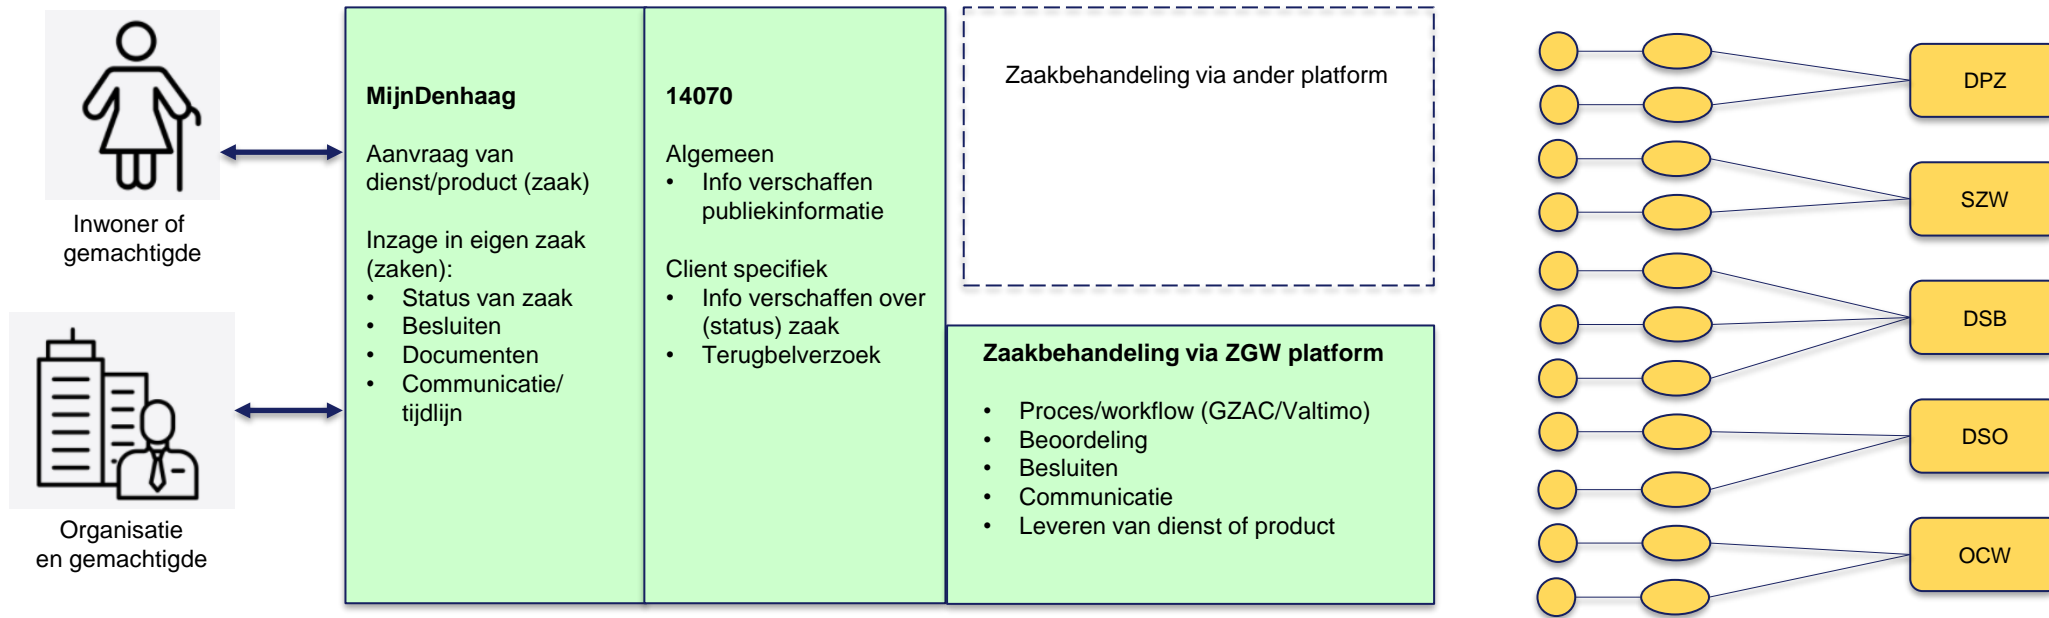 Inwoner of
gemachtigde
Organisatie
en gemachtigde
MijnDenhaag
Aanvraag van
dienst/product (zaak)
Inzage in eigen zaak
(zaken):
• Status van zaak
• Besluiten
• Documenten
• Communicatie/
tijdlijn
14070
Algemeen
• Info verschaffen
publiekinformatie
Client specifiek
• Info verschaffen over
(status) zaak
• Terugbelverzoek
Zaakbehandeling via ander platform
Zaakbehandeling via ZGW platform
• Proces/workflow (GZAC/Valtimo)
• Beoordeling
• Besluiten
• Communicatie
• Leveren van dienst of product
DPZ
SZW
DSB
DSO
OCW